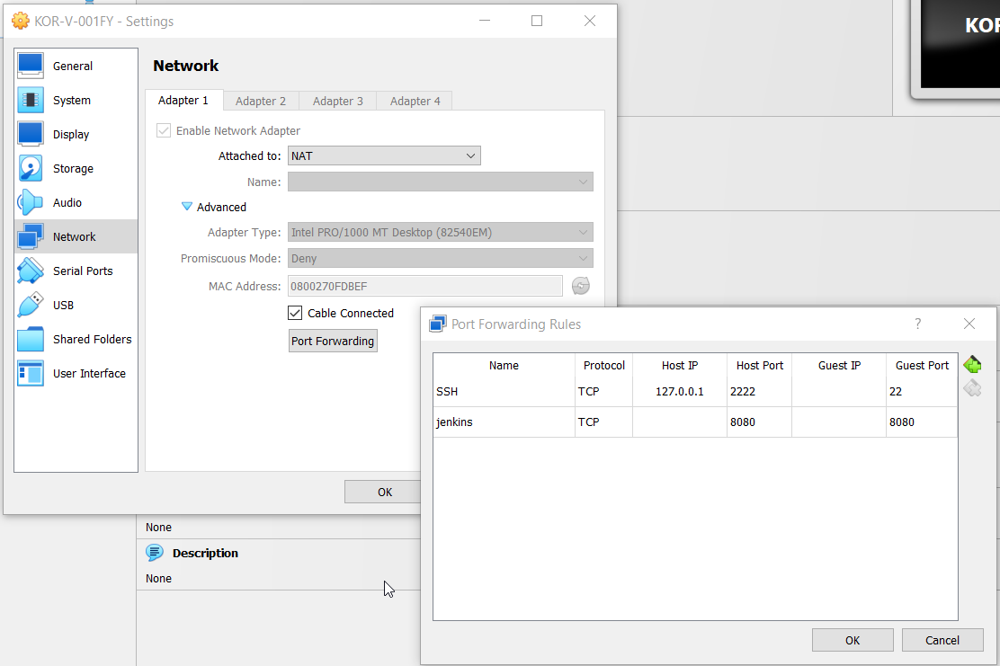 KOR-V-001FY - Settings
KOR
General
System
Display
Storage
Audio
Network
Serial Ports
USB
Shared Folders
User Interface
Network
Adapter 1 Adapter 2 Adapter 3 Adapter 4
Enable Network Adapter
Attached to: NAT
Name:
Advanced
Adapter Type: Intel PRO/1000 MT Desktop (82540EM)
Promiscuous Mode: Deny
MAC Address: 0800270FDBEF
Cable Connected
Port Forwarding
OK
None
Description
None
Port Forwarding Rules
?
Name Protocol Host IP Host Port Guest IP Guest Port
SSH TCP 127.0.0.1 2222 22
jenkins TCP 8080 8080
OK Cancel